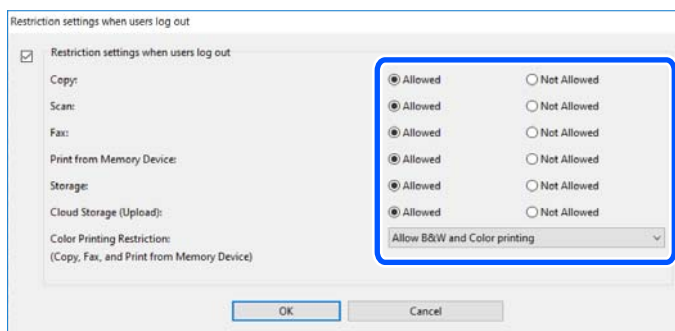 Restriction settings when users log out
Restriction settings when users log out
Copy: Allowed Not Allowed
Scan: Allowed Not Allowed
Fax: Allowed Not Allowed
Print from Memory Device: Allowed Not Allowed
Storage: Allowed Not Allowed
Cloud Storage (Upload): Allowed Not Allowed
Color Printing Restriction: Allow B&W and Color printing
(Copy, Fax, and Print from Memory Device)
OK Cancel